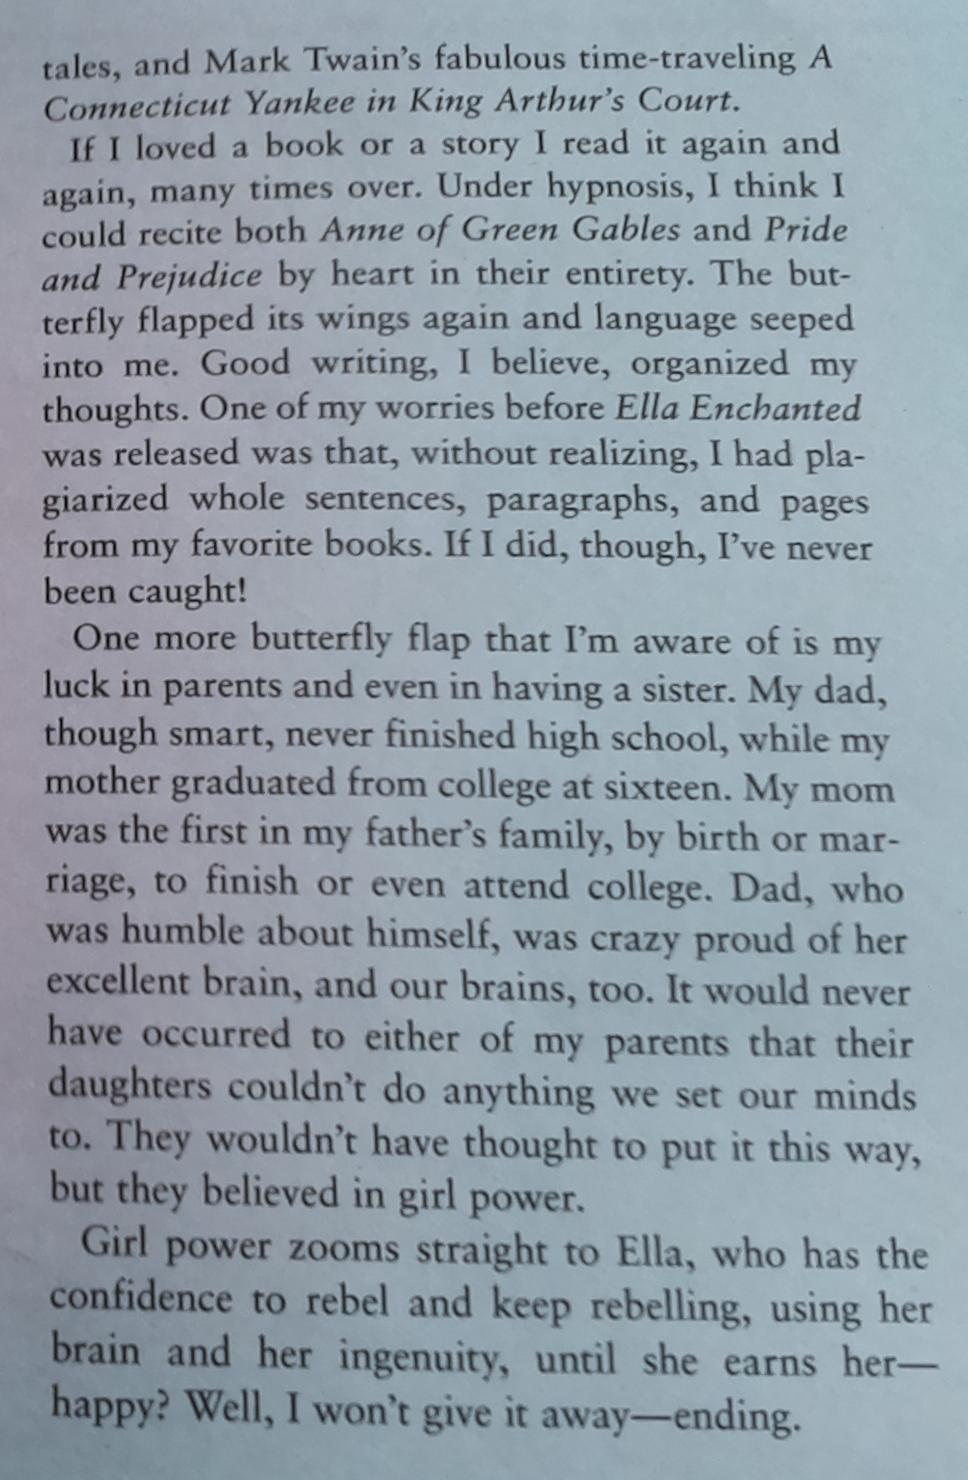 tales, and Mark Twain's fabulous time-traveling A
Connecticut Yankee in King Arthur's Court.
If I loved a book or a story I read it again and
again, many times over. Under hypnosis, I think I
could recite both Anne of Green Gables and Pride
and Prejudice by heart in their entirety. The but-
terfly flapped its wings again and language seeped
into me. Good writing, I believe, organized my
thoughts. One of my worries before Ella Enchanted
was released was that, without realizing, I had pla-
giarized whole sentences, paragraphs, and pages
from my favorite books. If I did, though, I've never
been caught!
One more butterfly flap that I'm aware of is my
luck in parents and even in having a sister. My dad,
though smart, never finished high school, while my
mother graduated from college at sixteen. My mom
was the first in my father's family, by birth or mar-
riage, to finish or even attend college. Dad, who
was humble about himself, was crazy proud of her
excellent brain, and our brains, too. It would never
have occurred to either of my parents that their
daughters couldn't do anything we set our minds
to. They wouldn't have thought to put it this way,
but they believed in girl power.
Girl power zooms straight to Ella, who has the
confidence to rebel and keep rebelling, using her
brain and her ingenuity, until she earns her—
happy? Well, I won't give it away—ending.